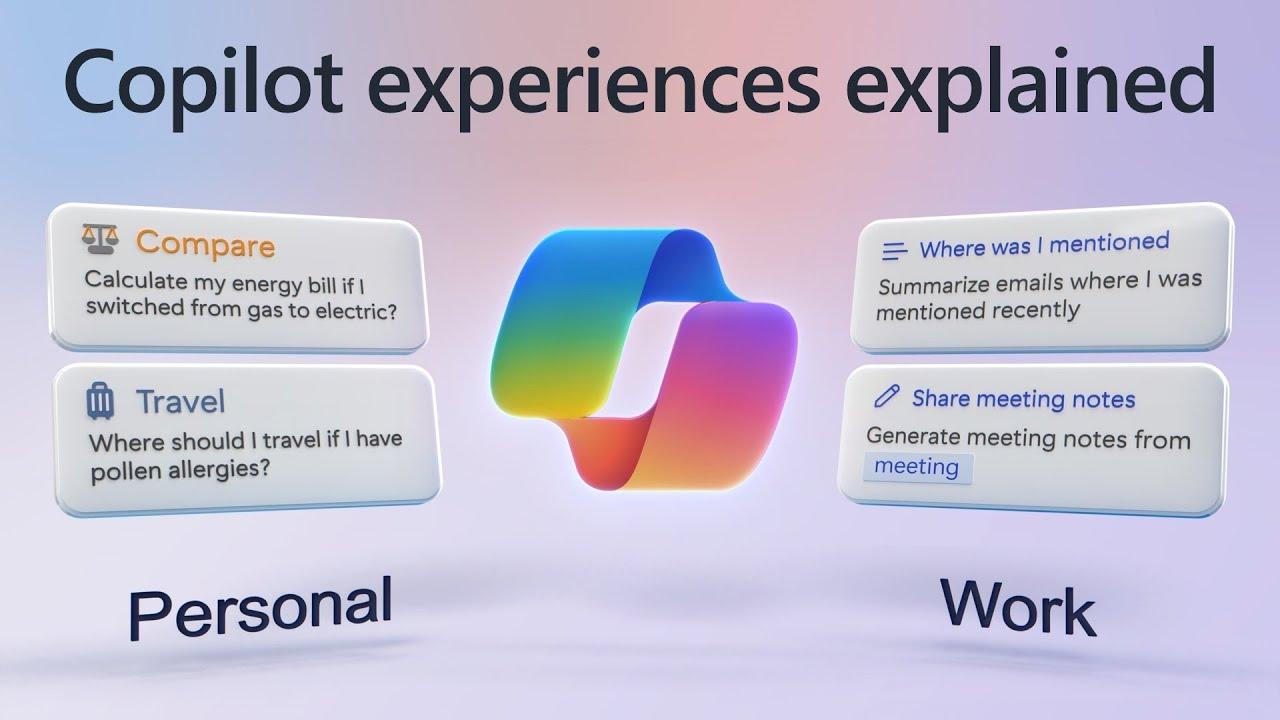 Copilot experiences explained
Compare
Calculate my energy bill if I
switched from gas to electric?
Travel
Where should I travel if I have
pollen allergies?
Personal
Where was I mentioned
Summarize emails where I was
mentioned recently
Share meeting notes
Generate meeting notes from
meeting
Work